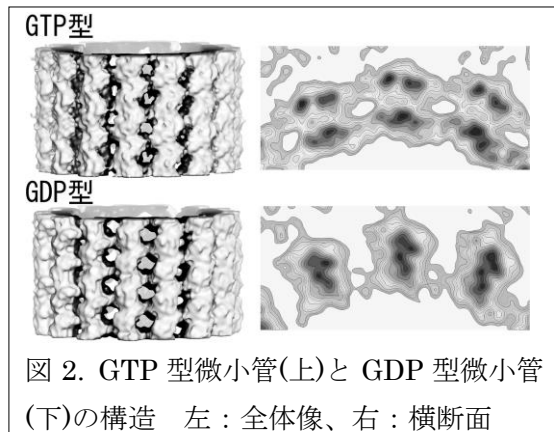 GTP型
GDP型
図 2. GTP 型微小管(上)と GDP 型微小管
(下)の構造　左：全体像、右：横断面